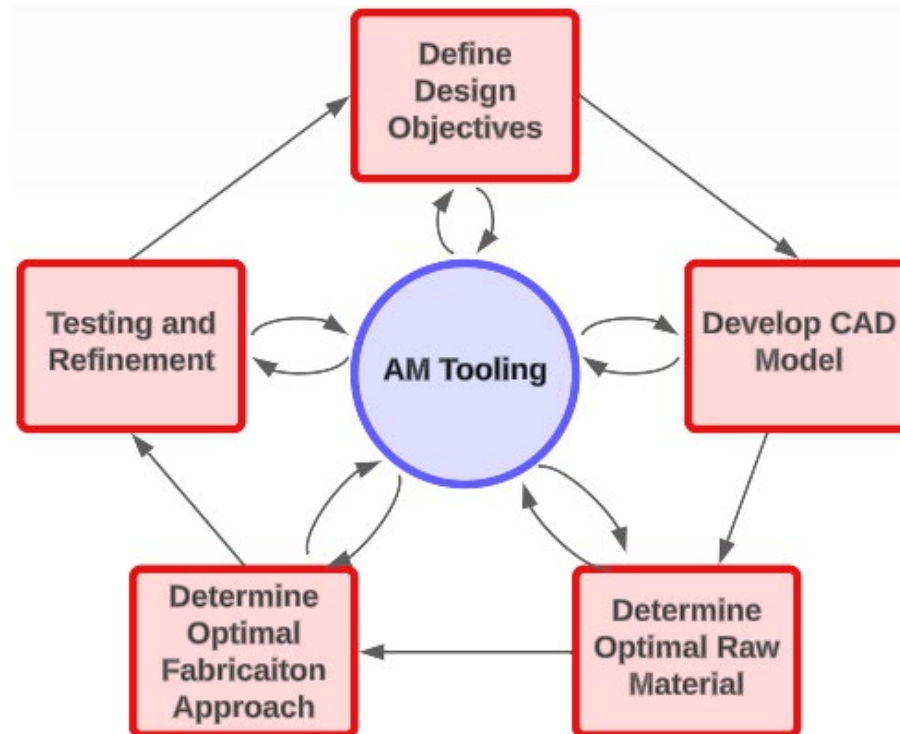 Define
Design
Objectives
Testing and
Refinement
AM Tooling
Develop CAD
Model
Determine
Optimal
Fabricaiton
Approach
Determine
Optimal Raw
Material